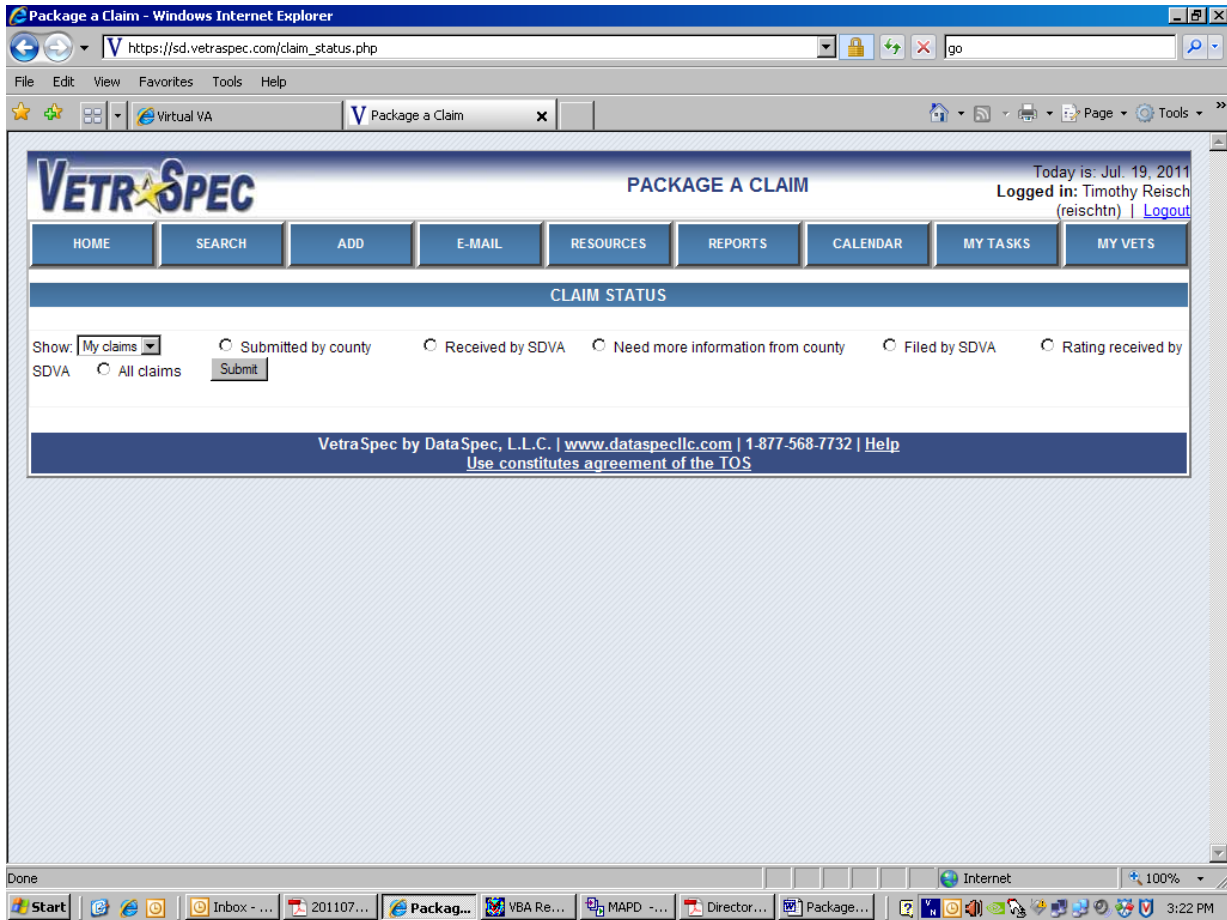 Package a Claim - Windows Internet Explorer
V https://sd.vetraspec.com/claim_status.php go
File Edit View Favorites Tools Help
Virtual VA V Package a Claim Page Tools
VETRASPEC
PACKAGE A CLAIM
Today is: Jul. 19, 2011
Logged in: Timothy Reisch
(reischtn) | Logout
HOME SEARCH ADD E-MAIL RESOURCES REPORTS CALENDAR MY TASKS MY VETS
CLAIM STATUS
Show: My claims Submitted by county Received by SDVA Need more information from county Filed by SDVA Rating received by
SDVA All claims Submit
VetraSpec by DataSpec, L.L.C. | www.dataspecllc.com | 1-877-568-7732 | Help
Use constitutes agreement of the TOS
Done Internet 100%
Start Inbox - ... 201107... Packag... VBA Re... MAPD -... Director... Package... 3:22 PM